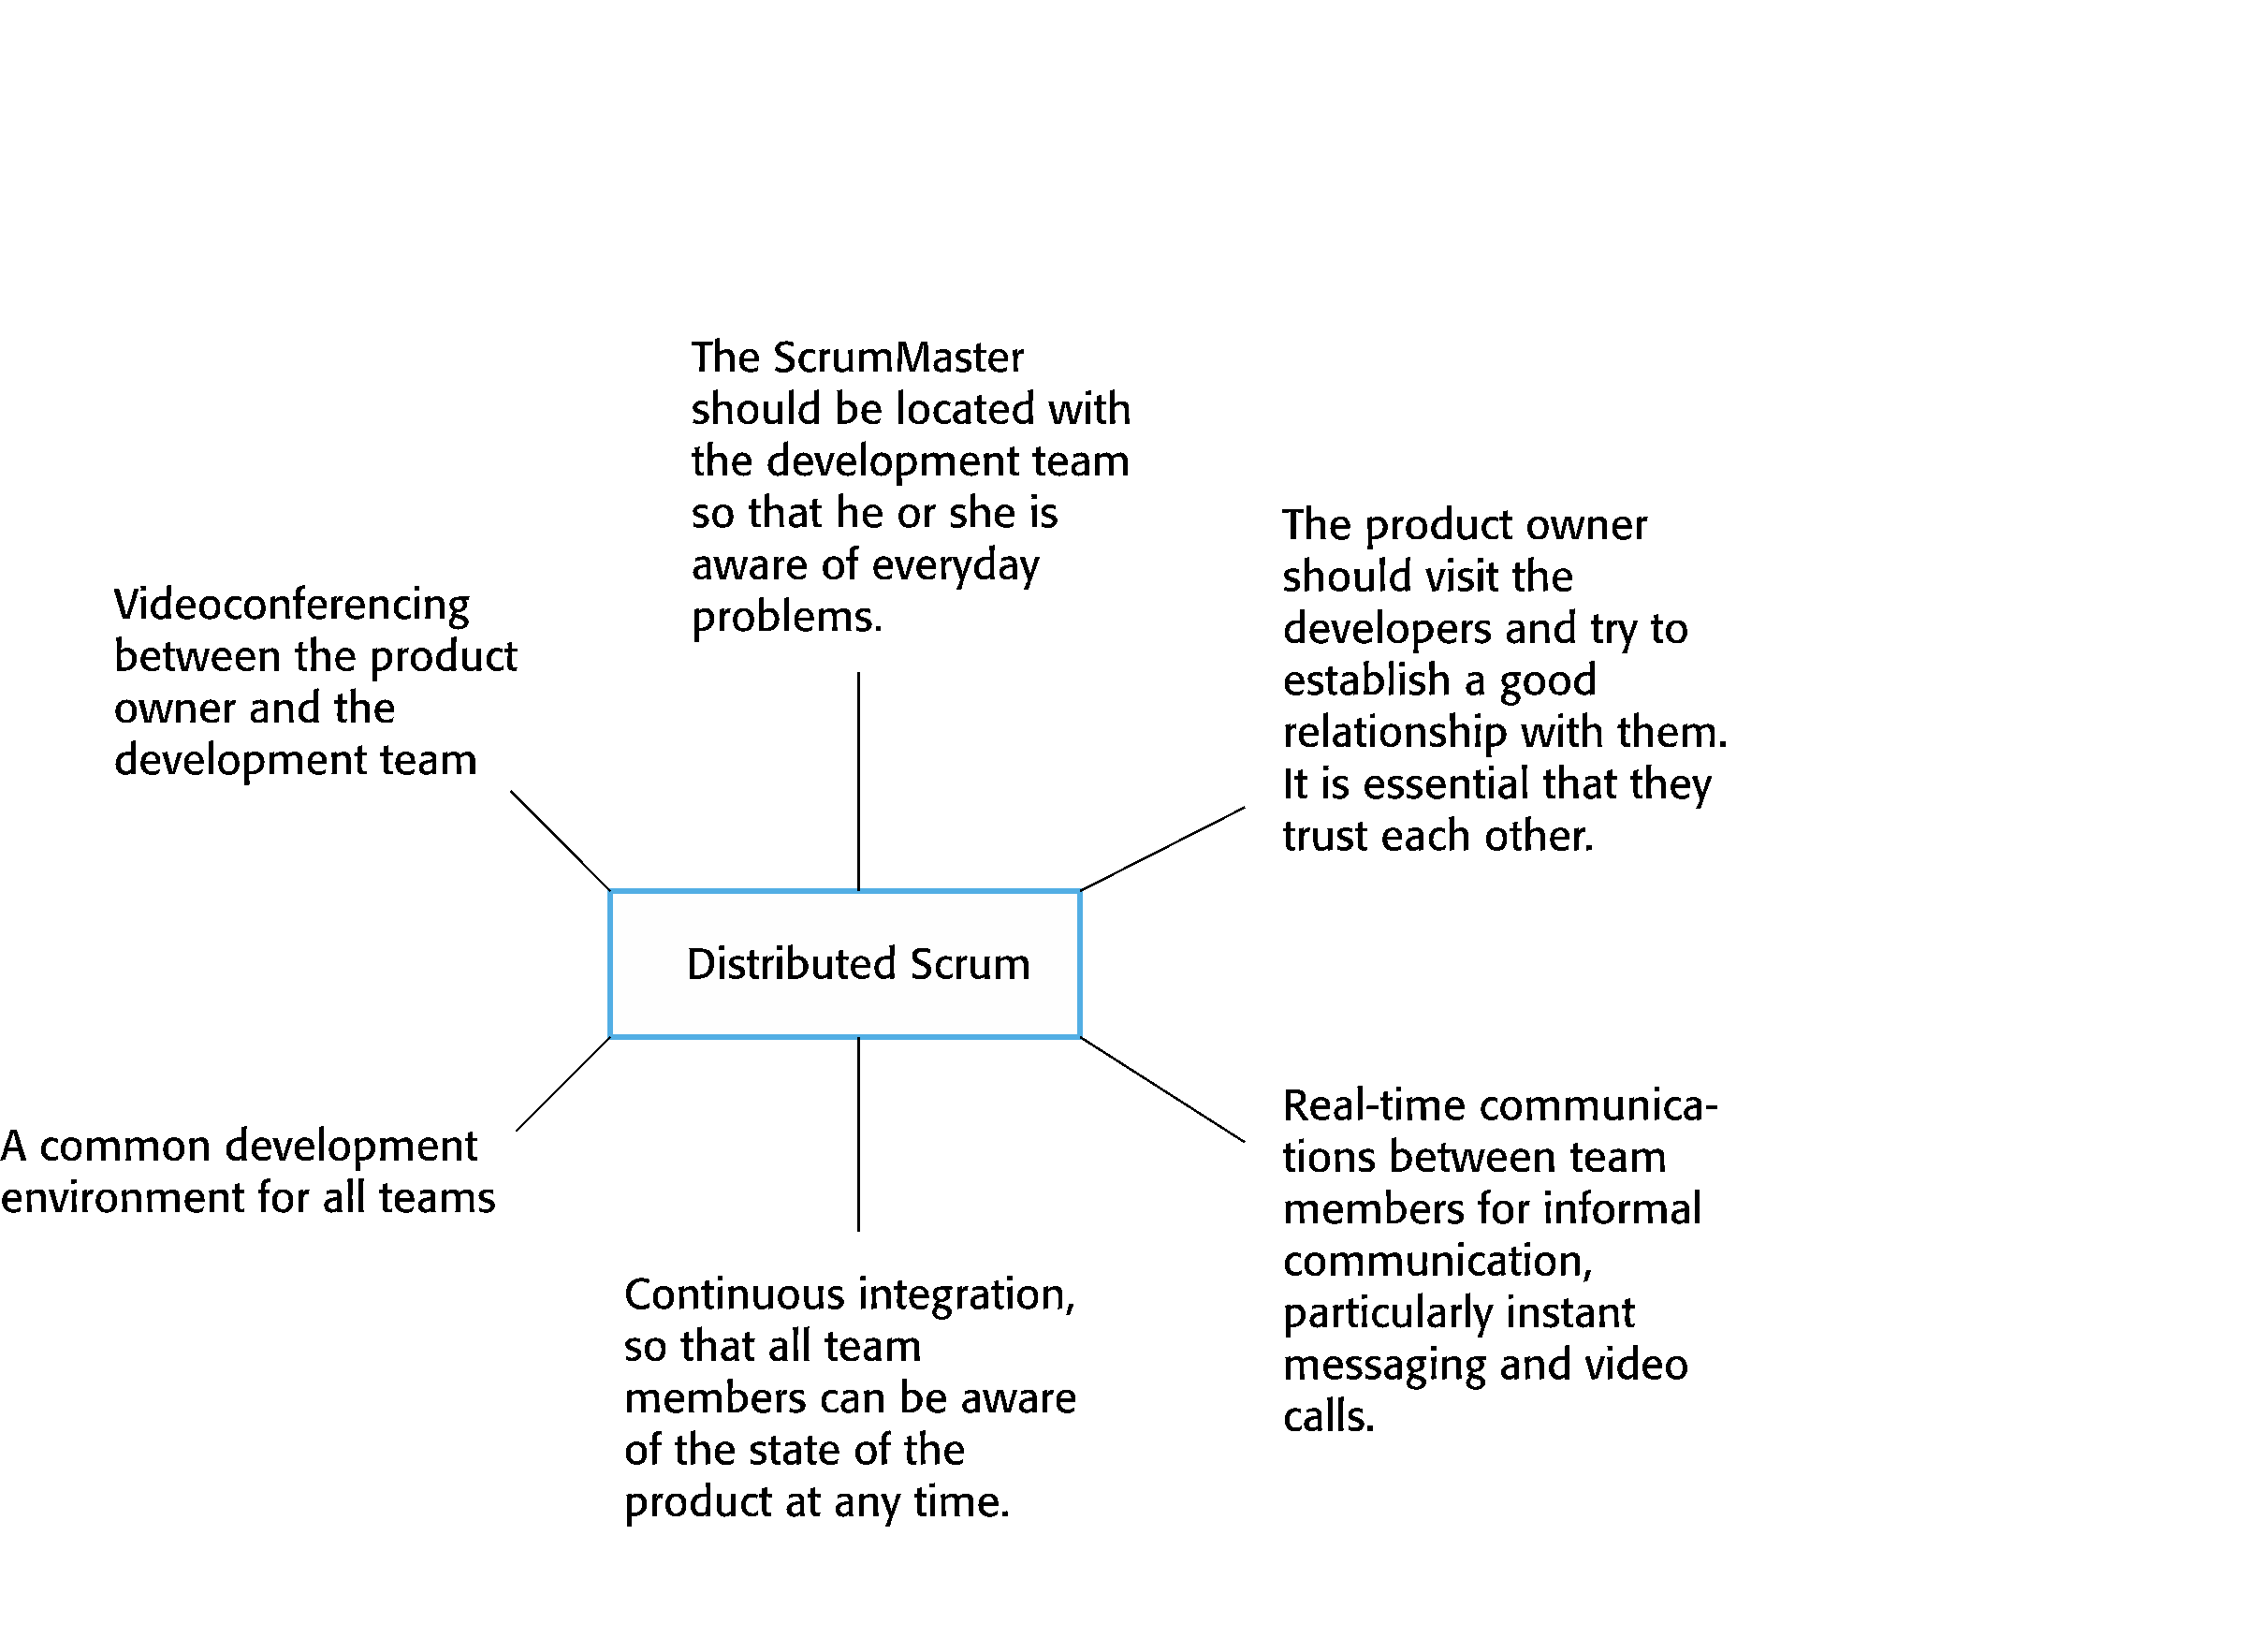 The ScrumMaster
should be located with
the development team
so that he or she is
aware of everyday
problems.
The product owner
should visit the
developers and try to
establish a good
relationship with them.
It is essential that they
trust each other.
Videoconferencing
between the product
owner and the
development team
Distributed Scrum
A common development
environment for all teams
Real-time communica-
tions between team
members for informal
communication,
particularly instant
messaging and video
calls.
Continuous integration,
so that all team
members can be aware
of the state of the
product at any time.